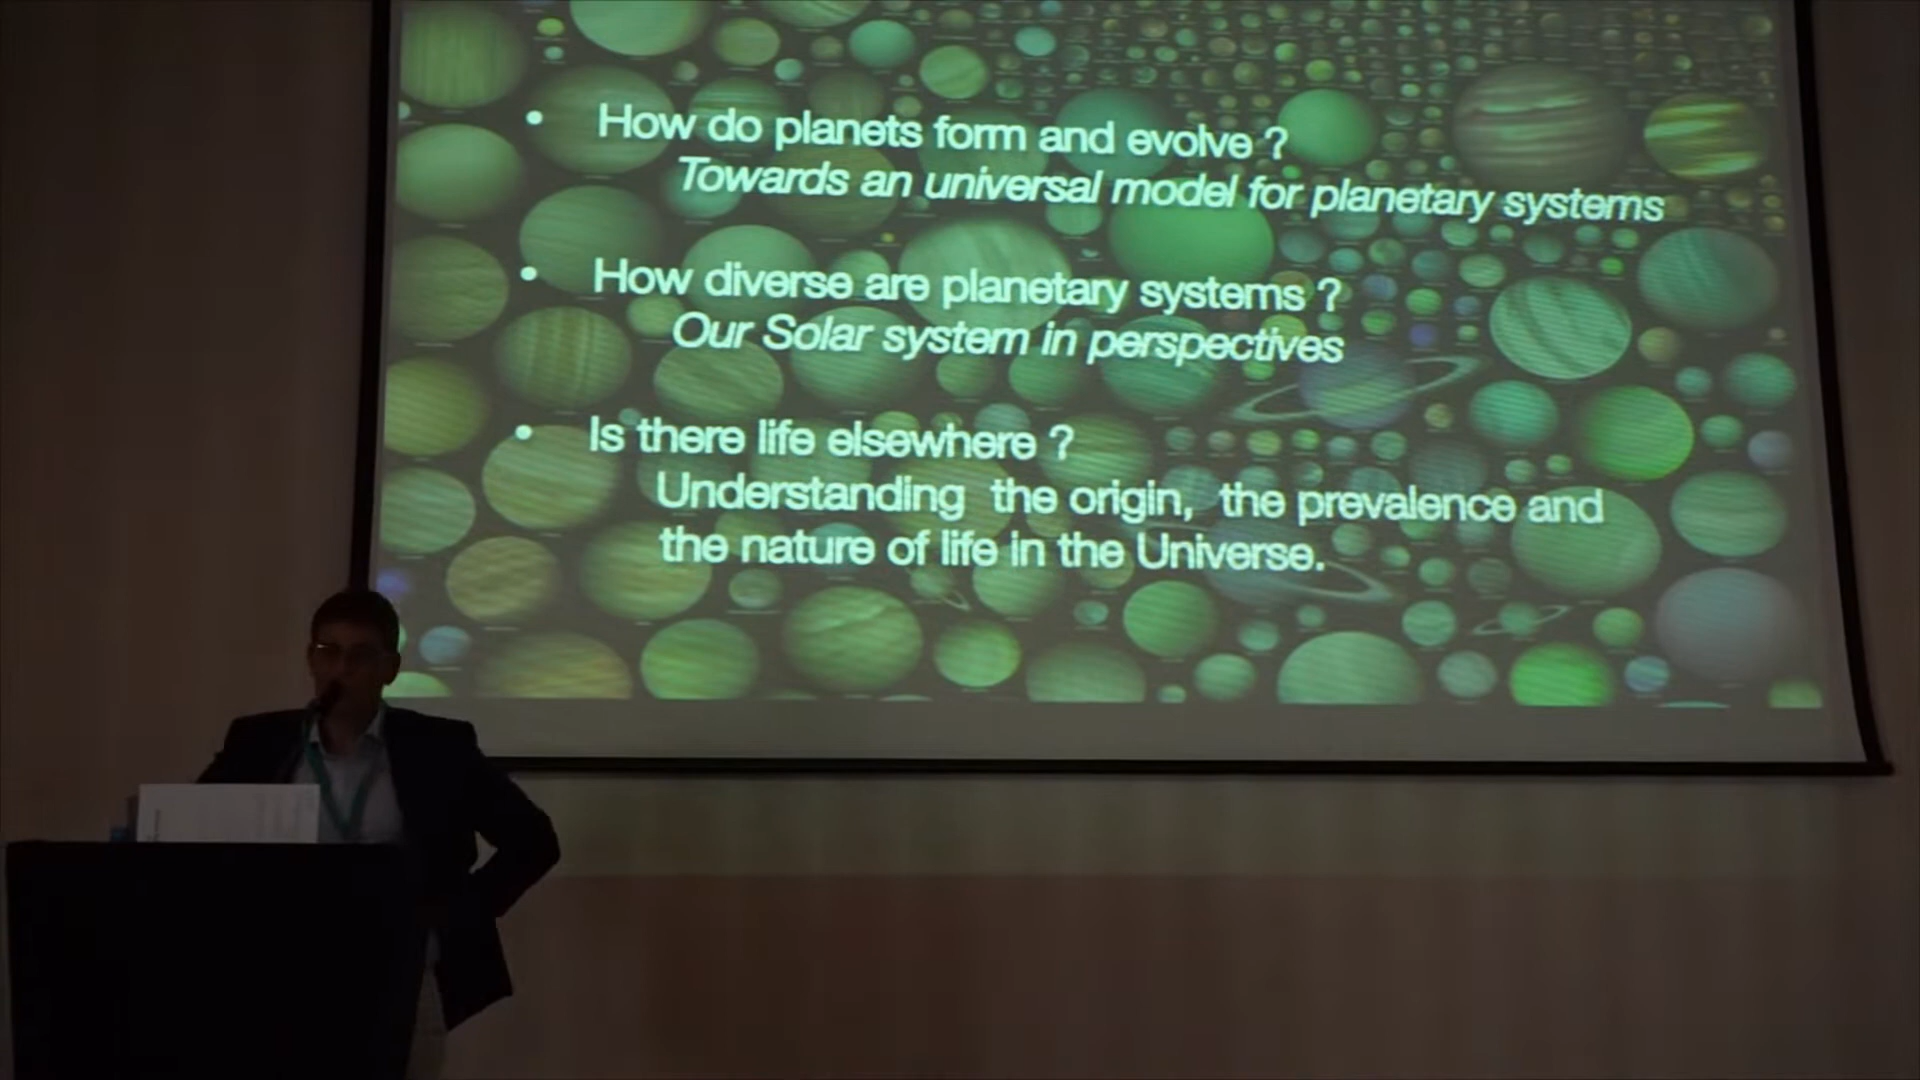 • How do planets form and evolve ?
Towards an universal model for planetary systems
• How diverse are planetary systems ?
Our Solar system in perspectives
• Is there life elsewhere ?
Understanding the origin, the prevalence and
the nature of life in the Universe.